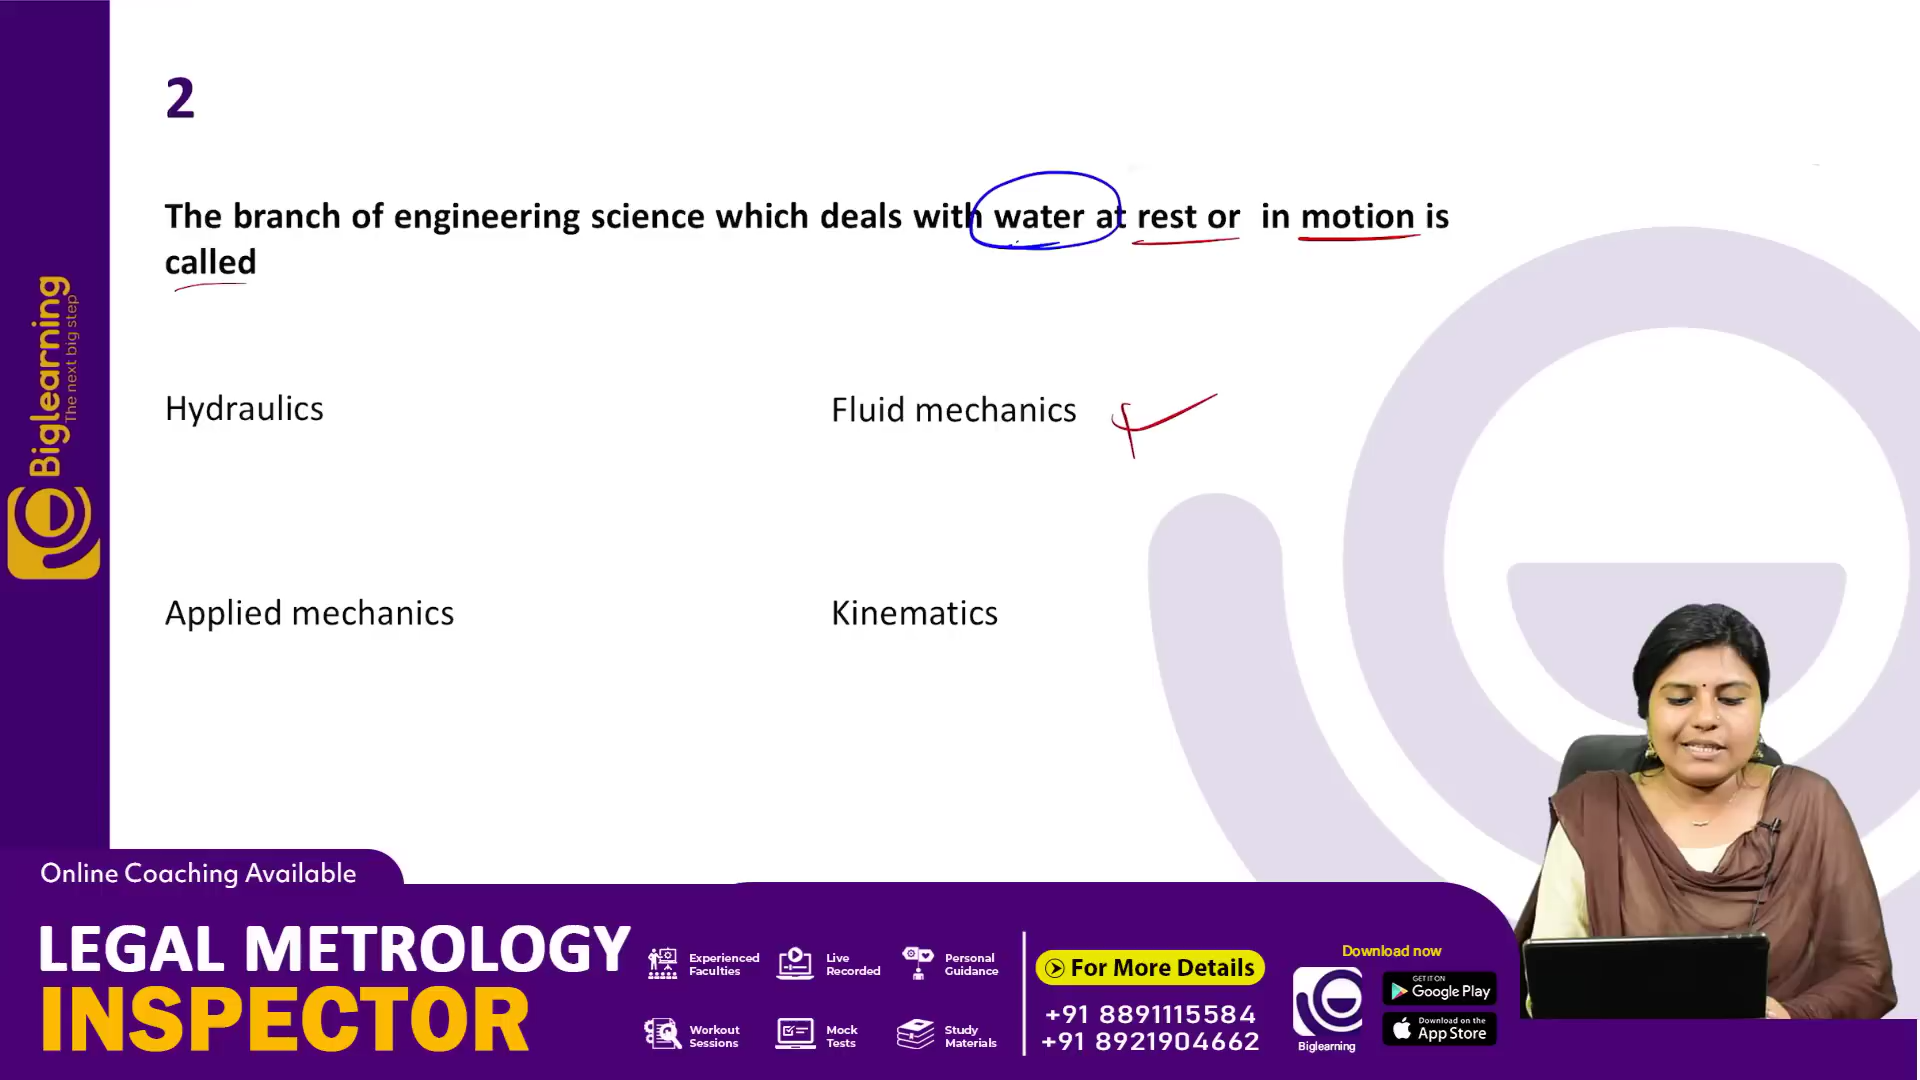 2
The branch of engineering science which deals with water at rest or in motion is
called
Hydraulics
Fluid mechanics
Applied mechanics
Kinematics
Biglearning
The next big step
Online Coaching Available
LEGAL METROLOGY
INSPECTOR
Experienced
Faculties
Live
Recorded
Personal
Guidance
Workout
Sessions
Mock
Tests
Study
Materials
For More Details
+91 8891115584
+91 8921904662
Download now
Biglearning
GET IT ON
Google Play
Download on the
App Store